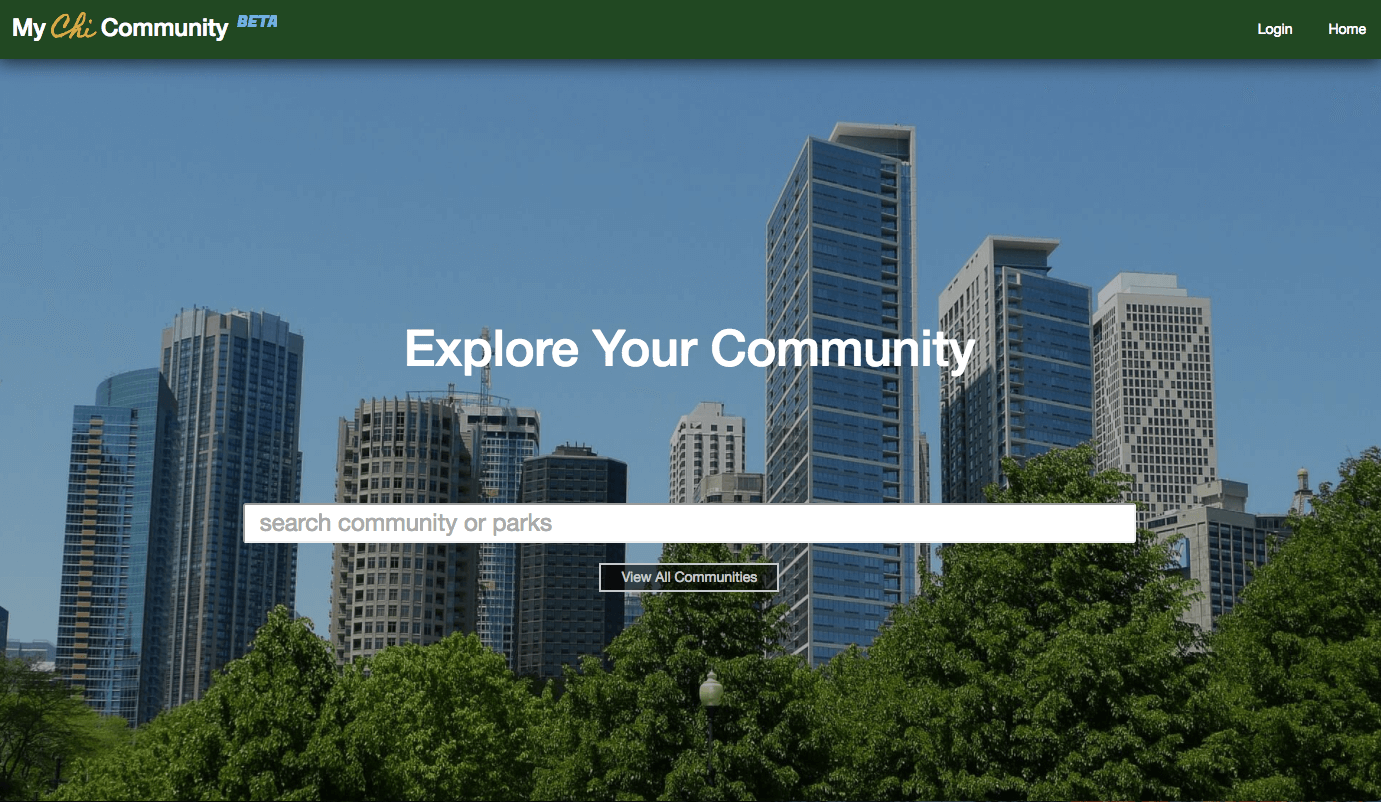 My Chi Community BETA
Login
Home
Explore Your Community
search community or parks
View All Communities